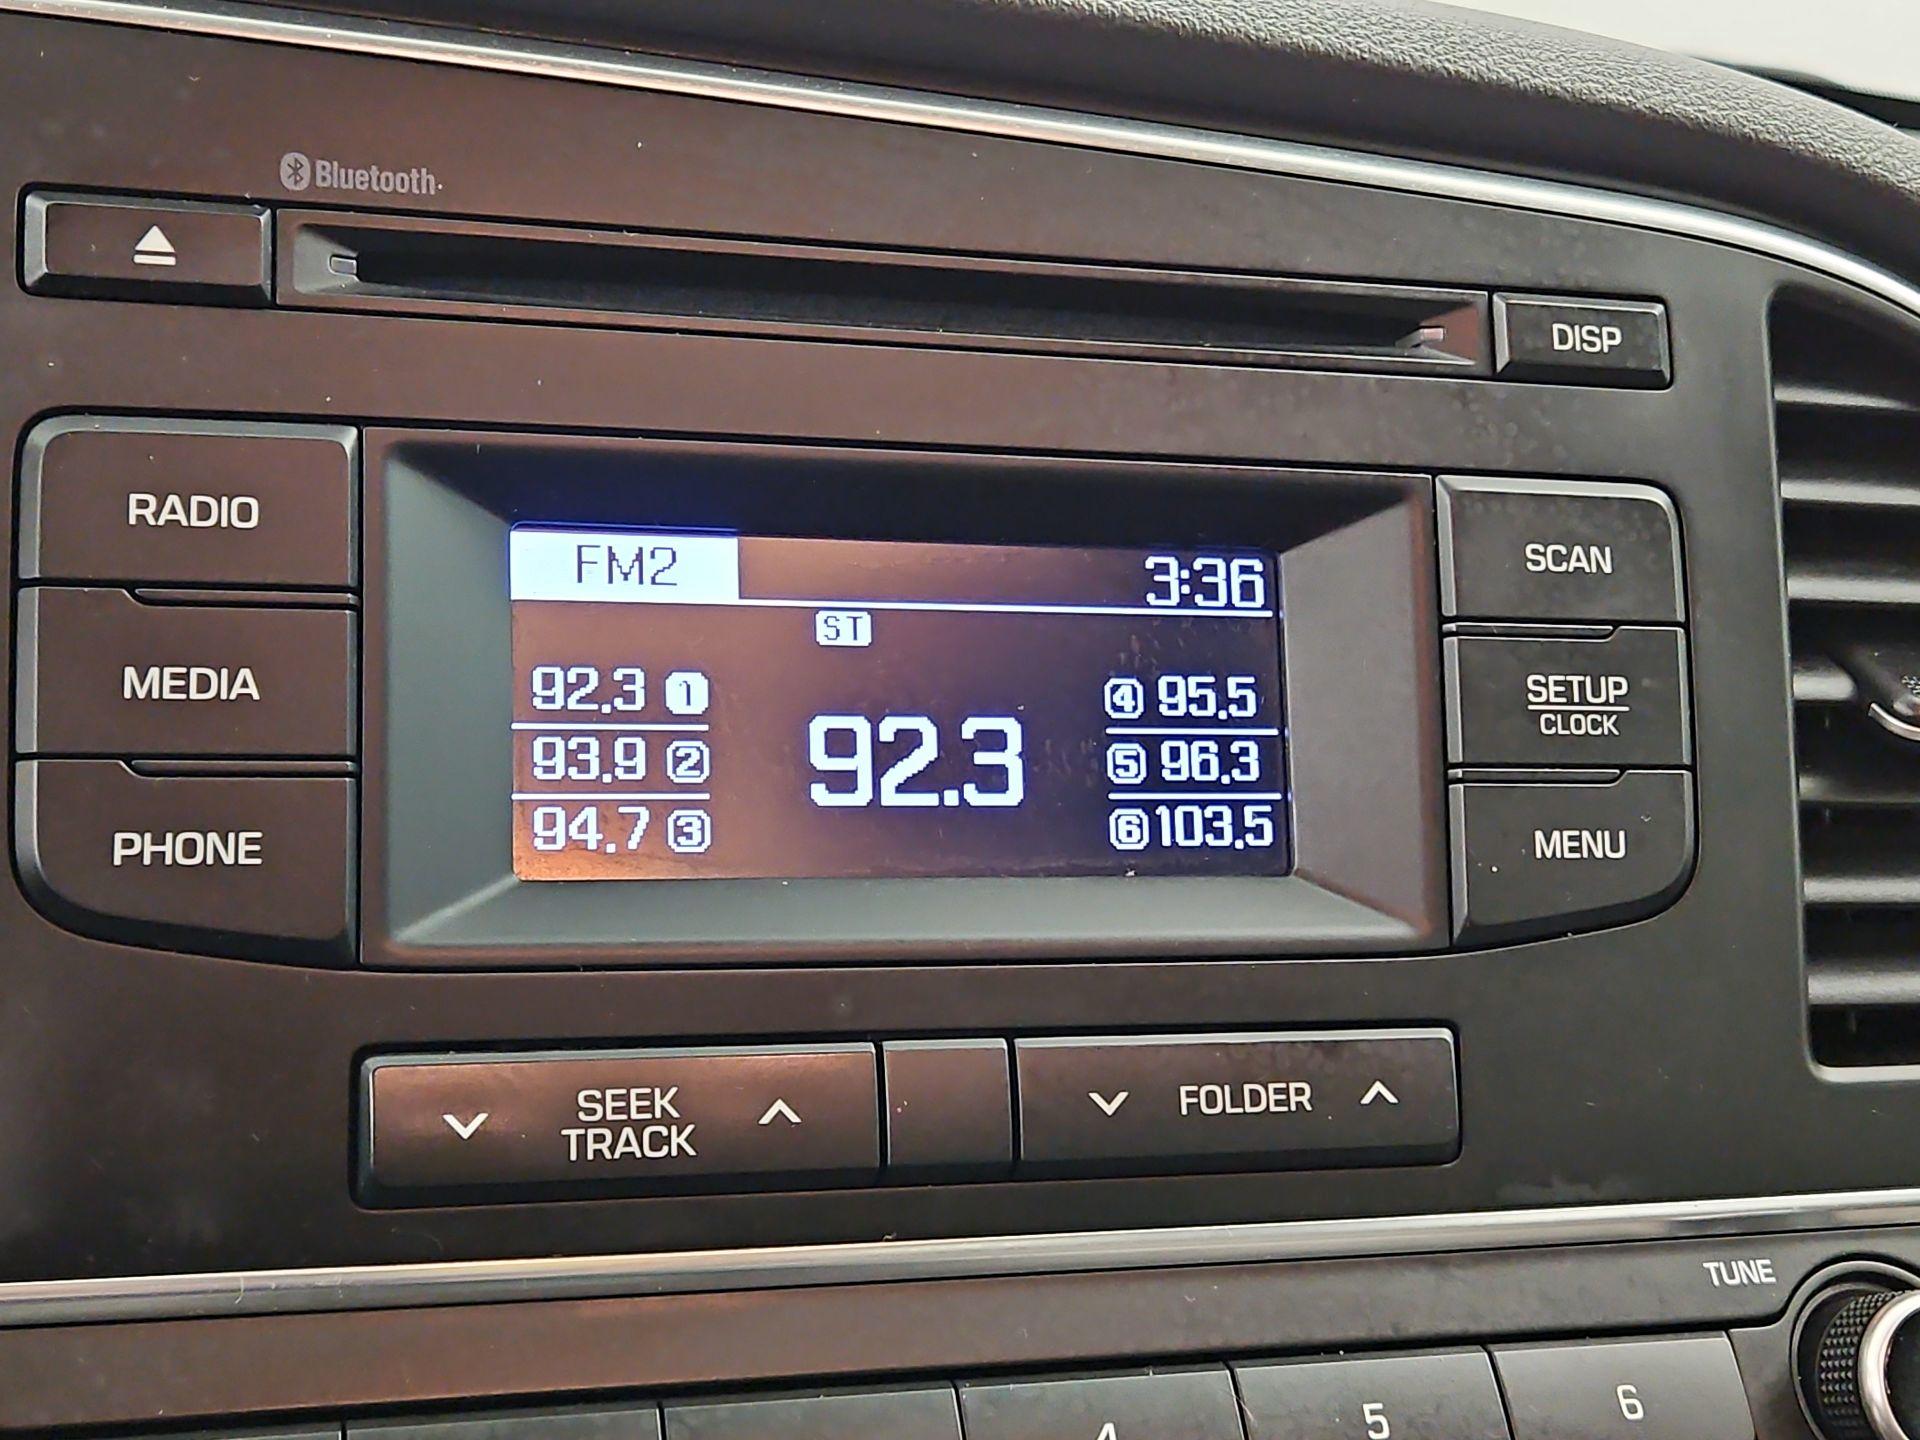 Bluetooth
DISP
RADIO
MEDIA
PHONE
FM2
3:36
ST
92.3 1
93.9 2
94.7 3
92.3
4 95.5
5 96.3
6 103.5
SCAN
SETUP
CLOCK
MENU
SEEK
TRACK
FOLDER
TUNE
4
5
6